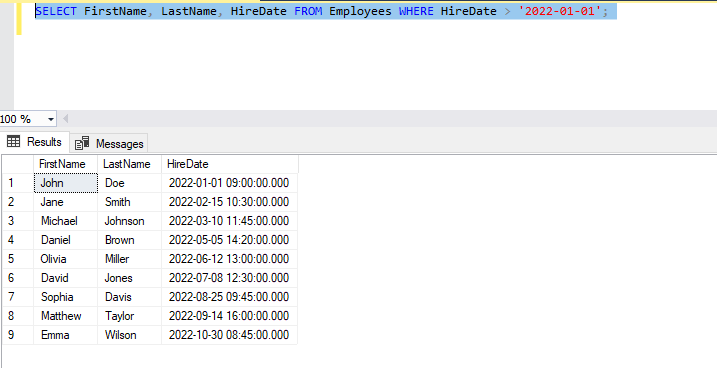 SELECT FirstName, LastName, HireDate FROM Employees WHERE HireDate > '2022-01-01';
100 %
Results Messages
FirstName LastName HireDate
1 John Doe 2022-01-01 09:00:00.000
2 Jane Smith 2022-02-15 10:30:00.000
3 Michael Johnson 2022-03-10 11:45:00.000
4 Daniel Brown 2022-05-05 14:20:00.000
5 Olivia Miller 2022-06-12 13:00:00.000
6 David Jones 2022-07-08 12:30:00.000
7 Sophia Davis 2022-08-25 09:45:00.000
8 Matthew Taylor 2022-09-14 16:00:00.000
9 Emma Wilson 2022-10-30 08:45:00.000